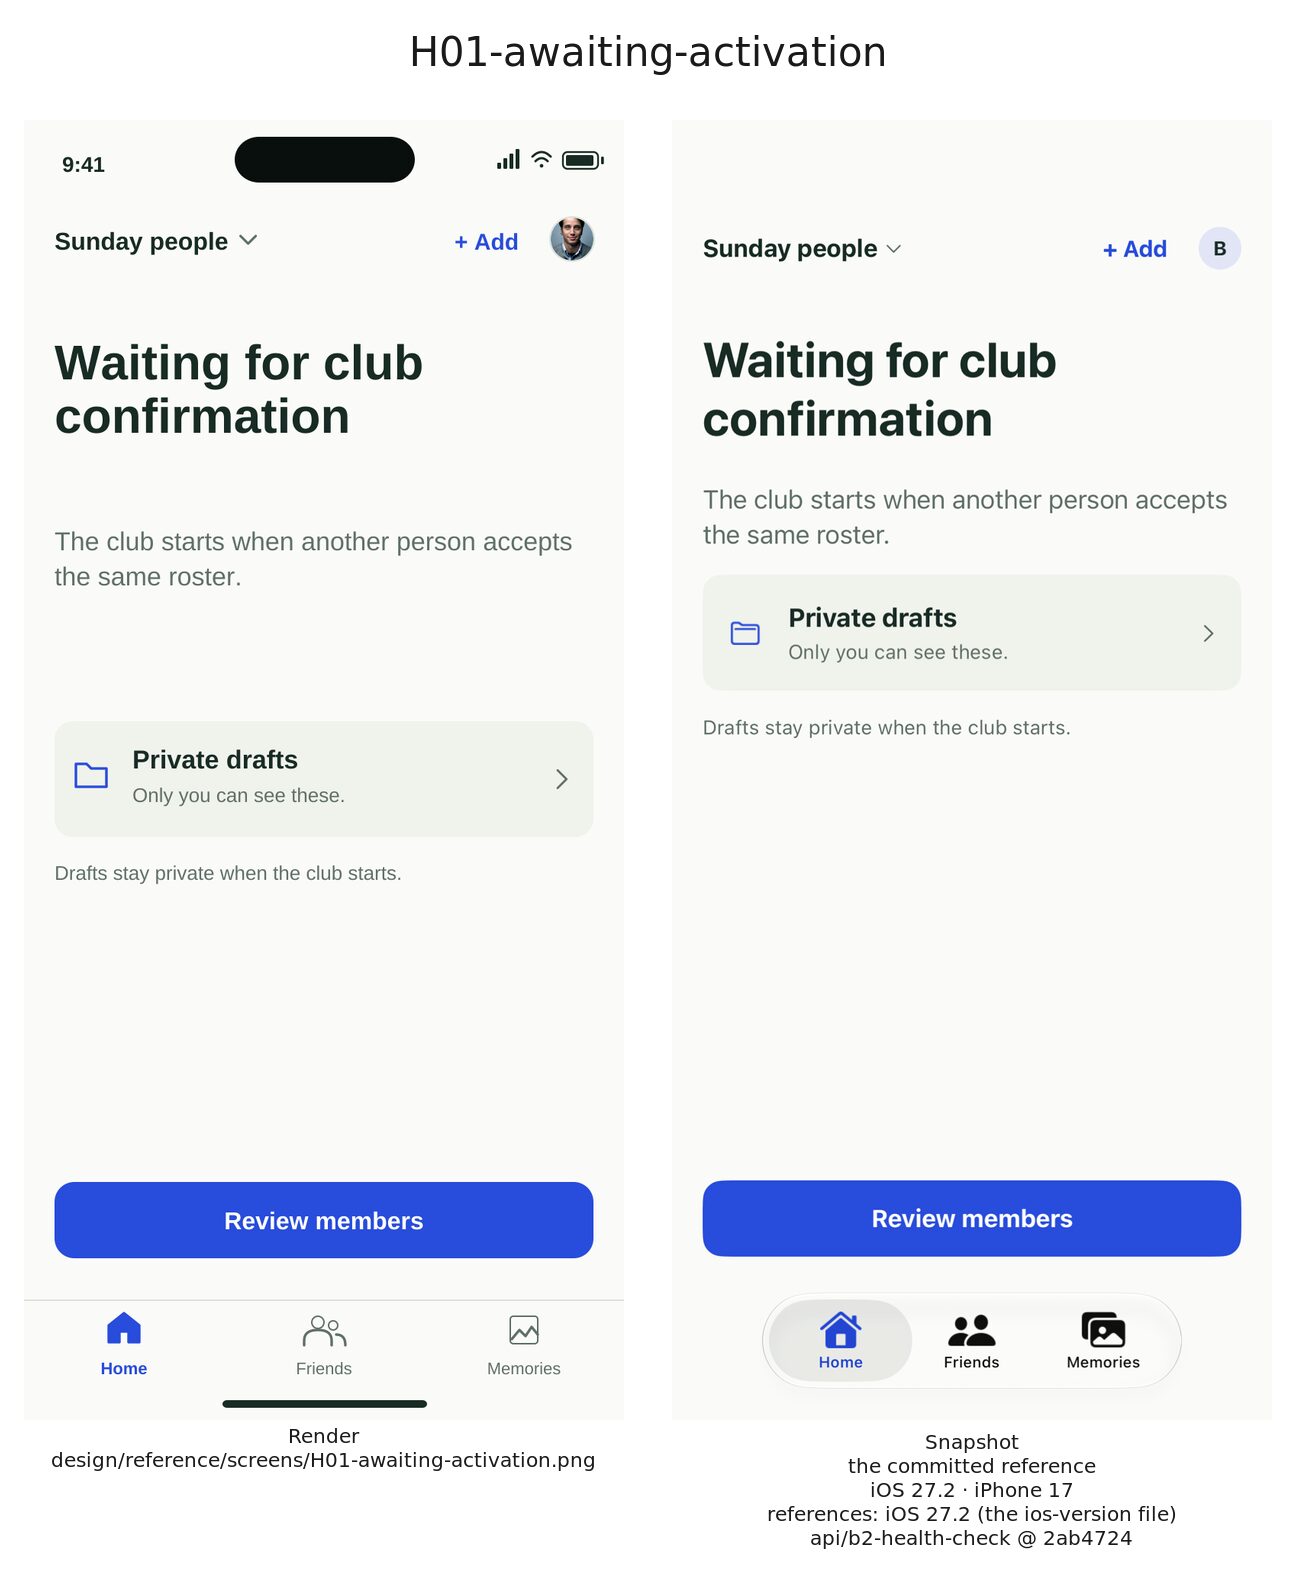 H01-awaiting-activation
9:41
Sunday people
+ Add
Waiting for club
confirmation
The club starts when another person accepts
the same roster.
Private drafts
Only you can see these.
Drafts stay private when the club starts.
Review members
Home
Friends
Memories
Render
design/reference/screens/H01-awaiting-activation.png
Sunday people
+ Add
B
Waiting for club
confirmation
The club starts when another person accepts
the same roster.
Private drafts
Only you can see these.
Drafts stay private when the club starts.
Review members
Home
Friends
Memories
Snapshot
the committed reference
iOS 27.2 · iPhone 17
references: iOS 27.2 (the ios-version file)
api/b2-health-check @ 2ab4724